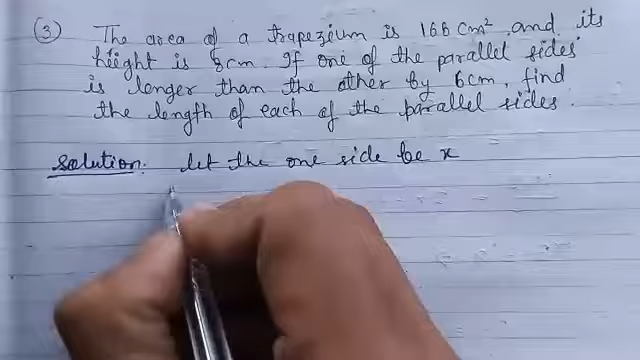 (3) The area of a trapezium is 168 cm², and its
height is 8cm. If one of the parallel sides
is longer than the other by 6cm, find
the length of each of the parallel sides.
Solution: let the one side be x